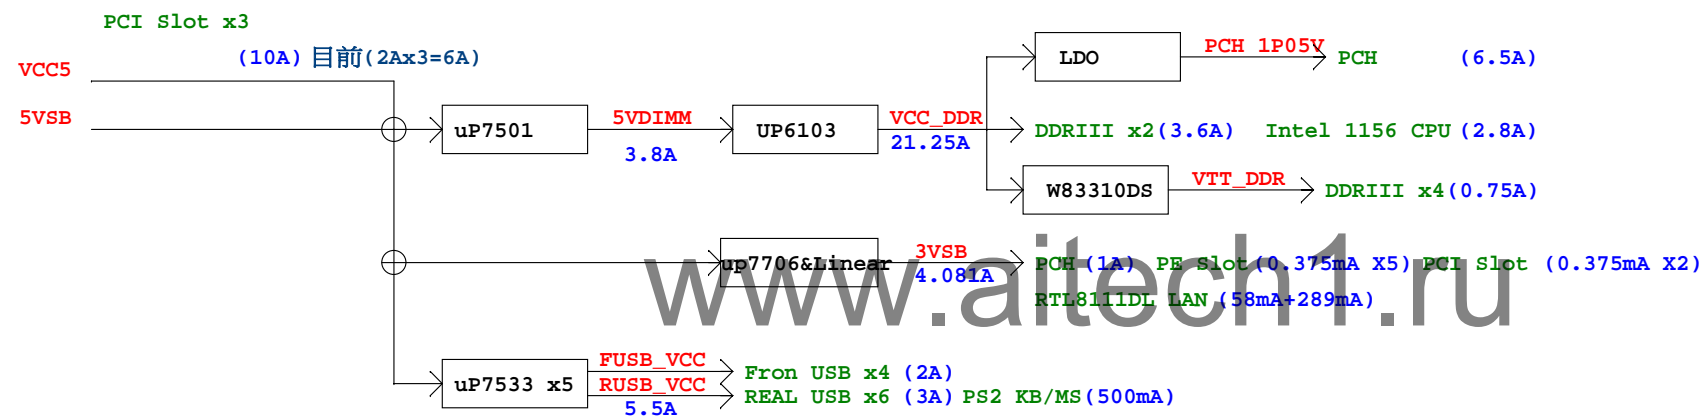 PCI Slot x3
(10A) 目前(2Ax3=6A)
VCC5
5VSB
uP7501
5VDIMM
3.8A
UP6103
VCC_DDR
21.25A
LDO
PCH 1P05V
PCH (6.5A)
DDRIII x2(3.6A) Intel 1156 CPU (2.8A)
W83310DS
VTT_DDR
DDRIII x4(0.75A)
up7706&Linear
3VSB
4.081A
PCH (1A) PE Slot(0.375mA X5) PCI Slot (0.375mA X2)
RTL8111DL LAN (58mA+289mA)
www.aitech1.ru
uP7533 x5
FUSB_VCC
RUSB_VCC
5.5A
Fron USB x4 (2A)
REAL USB x6 (3A) PS2 KB/MS(500mA)